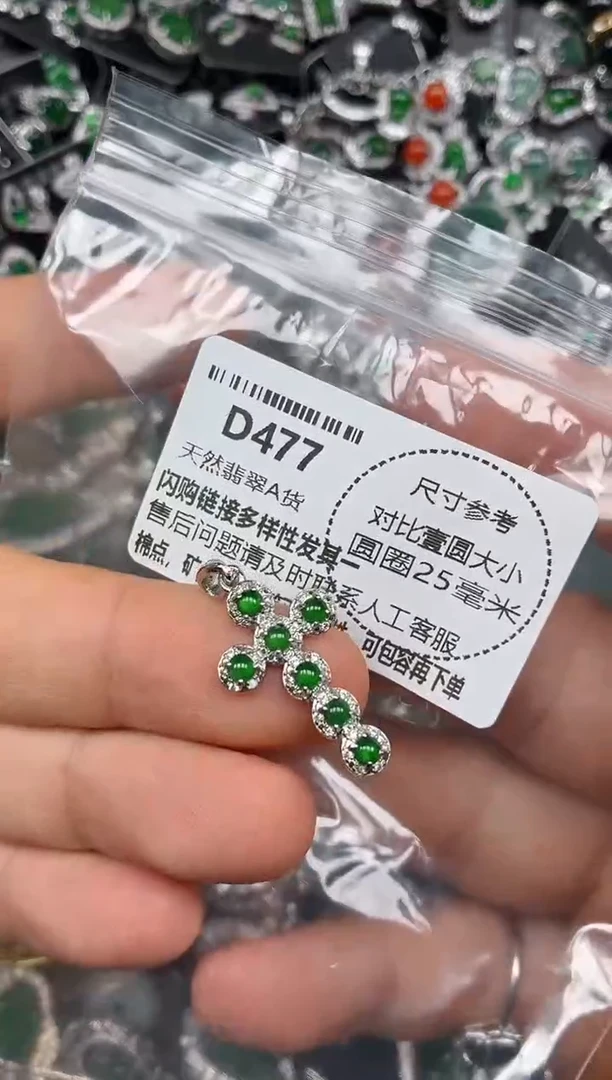 D477
天然翡翠A货
闪购链接多样性发其一
售后问题请及时联系人工客服
棉点，矿
可包容再下单
尺寸参考
对比壹圆大小
圆圈25毫米